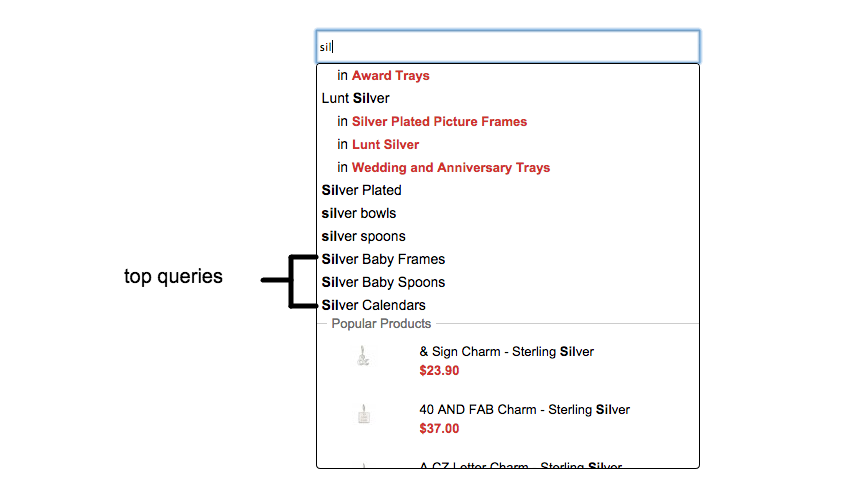 sil
in Award Trays
Lunt Silver
in Silver Plated Picture Frames
in Lunt Silver
in Wedding and Anniversary Trays
Silver Plated
silver bowls
silver spoons
top queries
Silver Baby Frames
Silver Baby Spoons
Silver Calendars
Popular Products
& Sign Charm - Sterling Silver
$23.90
40 AND FAB Charm - Sterling Silver
$37.00
A CZ Letter Charm - Sterling Silver